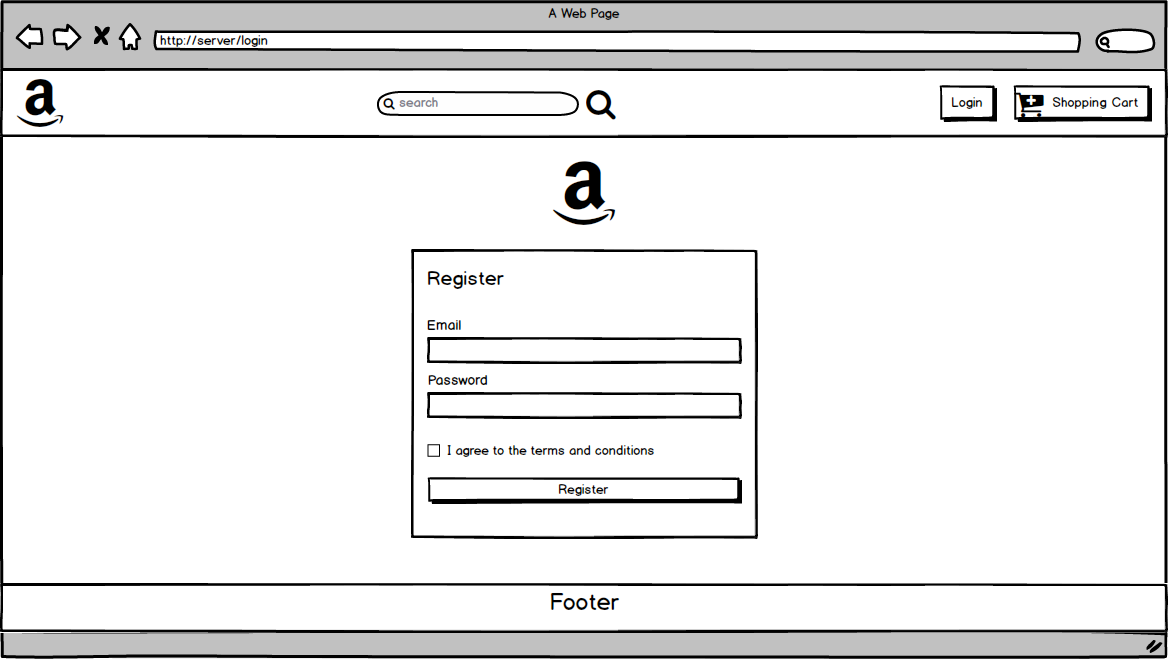 A Web Page
http://server/login
a
search
Login
Shopping Cart
a
Register
Email
Password
I agree to the terms and conditions
Register
Footer